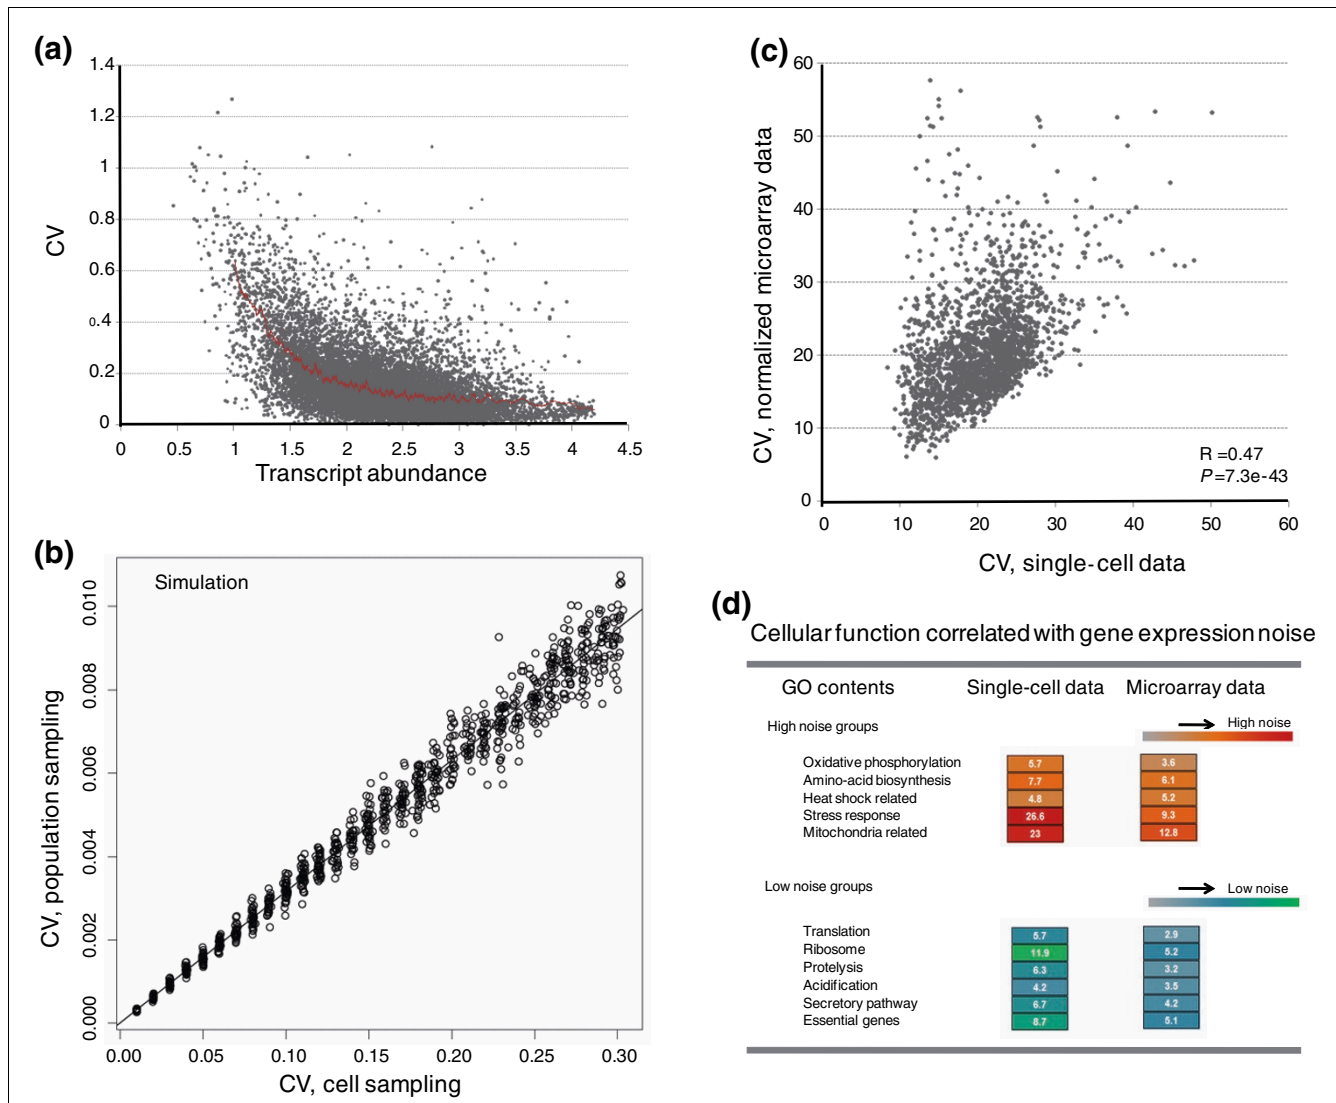 (a)
1.4
1.2
1
0.8
0.6
0.4
0.2
0
CV
0 0.5 1 1.5 2 2.5 3 3.5 4 4.5
Transcript abundance
(b)
Simulation
0.010
0.008
0.006
0.004
0.002
0.000
CV, population sampling
0.00 0.05 0.10 0.15 0.20 0.25 0.30
CV, cell sampling
(c)
60
50
40
30
20
10
0
CV, normalized microarray data
R =0.47
P=7.3e-43
0 10 20 30 40 50 60
CV, single-cell data
(d)
Cellular function correlated with gene expression noise
GO contents Single-cell data Microarray data
High noise groups High noise
Oxidative phosphorylation 5.7 3.6
Amino-acid biosynthesis 7.7 6.1
Heat shock related 4.8 5.2
Stress response 26.6 9.3
Mitochondria related 23 12.8
Low noise groups Low noise
Translation 5.7 2.9
Ribosome 11.9 5.2
Protelysis 6.3 3.2
Acidification 4.2 3.5
Secretory pathway 6.7 4.2
Essential genes 8.7 5.1